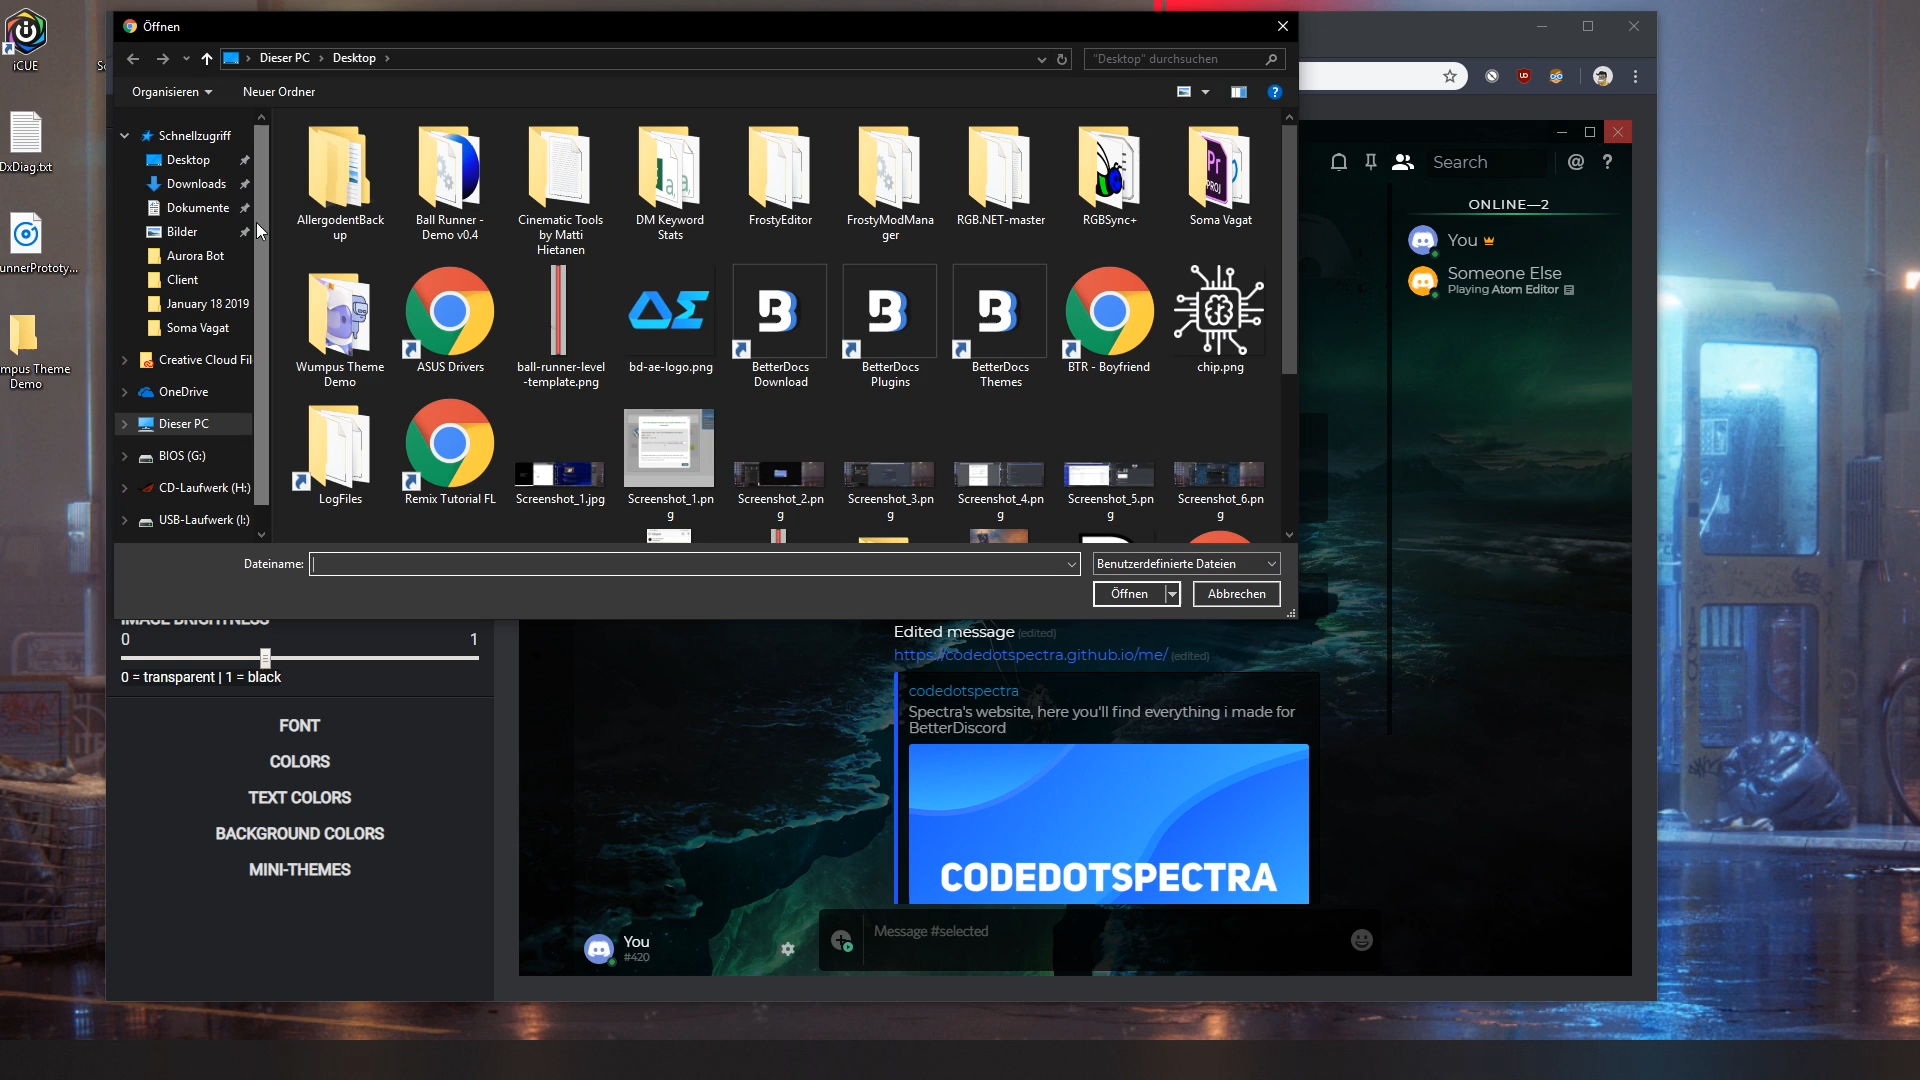 iCUE
DxDiag.txt
unnerPrototy...
mpus Theme
Demo
Öffnen
Dieser PC
Desktop
"Desktop" durchsuchen
Organisieren
Neuer Ordner
Schnellzugriff
Desktop
Downloads
Dokumente
Bilder
Aurora Bot
Client
January 18 2019
Soma Vagat
Creative Cloud Fil
OneDrive
Dieser PC
BIOS (G:)
CD-Laufwerk (H:)
USB-Laufwerk (I:)
AllergodentBack
up
Ball Runner -
Demo v0.4
Cinematic Tools
by Matti
Hietanen
DM Keyword
Stats
FrostyEditor
FrostyModMana
ger
RGB.NET-master
RGBSync+
Pr
PROJ
Soma Vagat
Wumpus Theme
Demo
ASUS Drivers
ball-runner-level
-template.png
bd-ae-logo.png
BetterDocs
Download
BetterDocs
Plugins
BetterDocs
Themes
BTR - Boyfriend
chip.png
LogFiles
Remix Tutorial FL
Screenshot_1.jpg
Screenshot_1.pn
g
Screenshot_2.pn
g
Screenshot_3.pn
g
Screenshot_4.pn
g
Screenshot_5.pn
g
Screenshot_6.pn
g
Dateiname:
Benutzerdefinierte Dateien
Öffnen
Abbrechen
Search
@
?
ONLINE—2
You
Someone Else
Playing Atom Editor
IMAGE BRIGHTNESS
0
1
0 = transparent | 1 = black
FONT
COLORS
TEXT COLORS
BACKGROUND COLORS
MINI-THEMES
Edited message (edited)
https://codedotspectra.github.io/me/ (edited)
codedotspectra
Spectra's website, here you'll find everything i made for
BetterDiscord
CODEDOTSPECTRA
You
#420
Message #selected